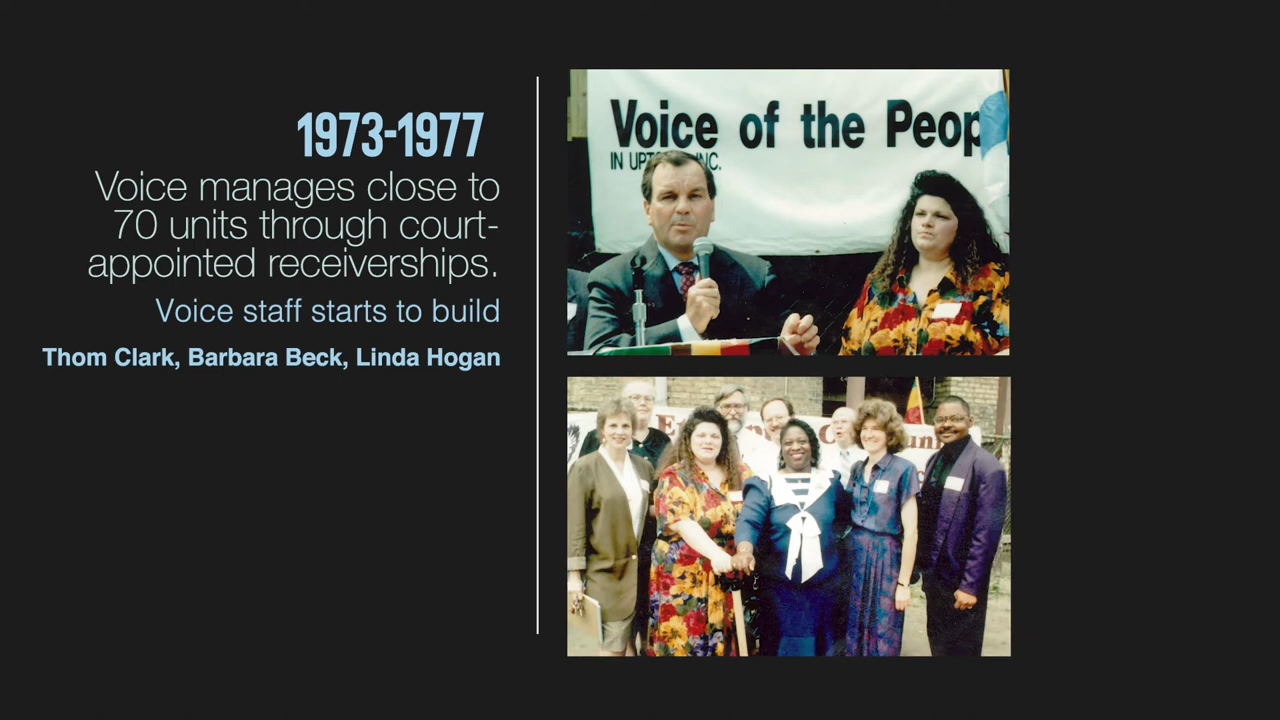 1973-1977
Voice manages close to
70 units through court-
appointed receiverships.
Voice staff starts to build
Thom Clark, Barbara Beck, Linda Hogan
Voice of the Peop
IN UPT
NC.